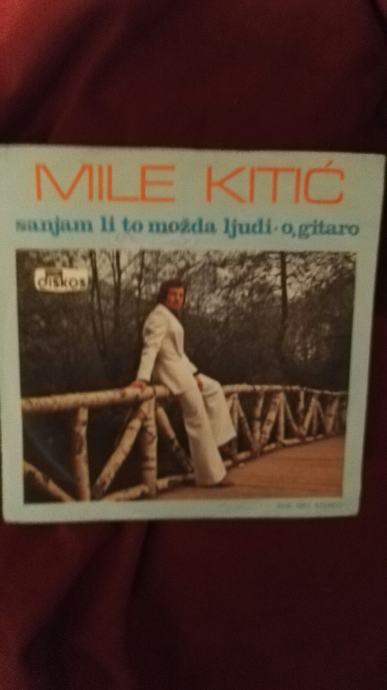 MILE KITIĆ
sanjam li to možda ljudi · o, gitaro
diskos